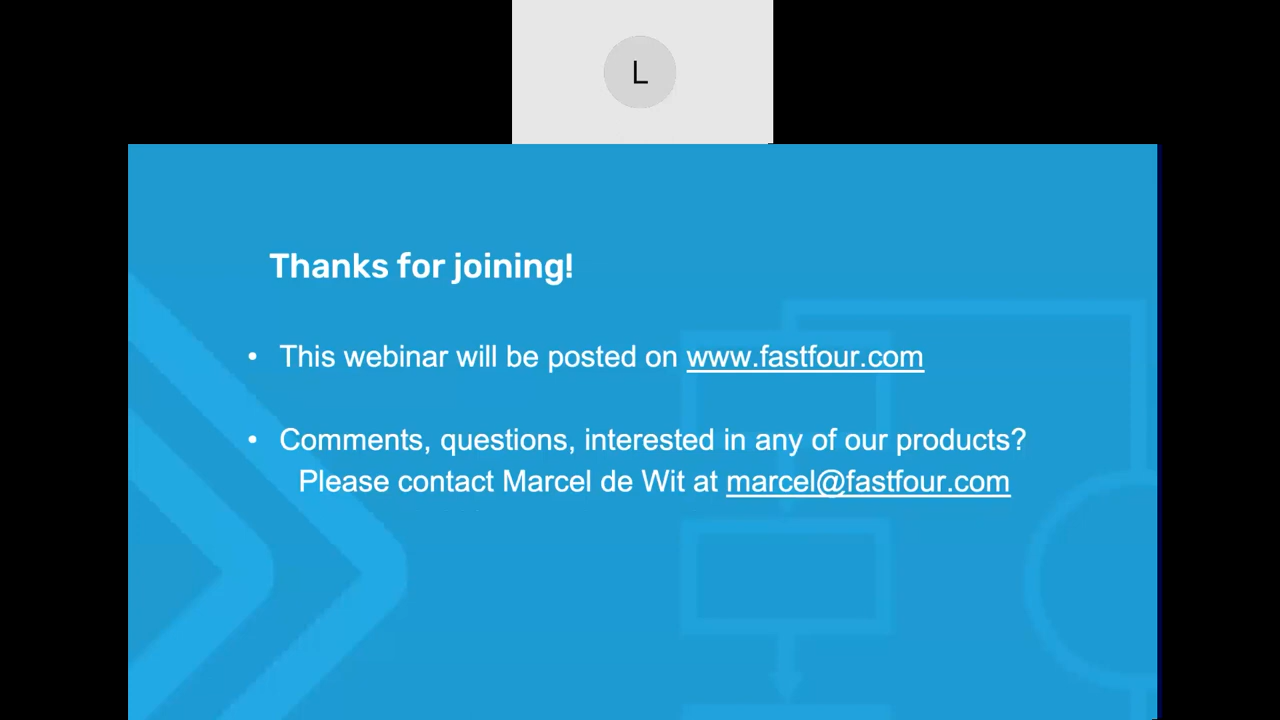 L
Thanks for joining!
• This webinar will be posted on www.fastfour.com
• Comments, questions, interested in any of our products?
Please contact Marcel de Wit at marcel@fastfour.com